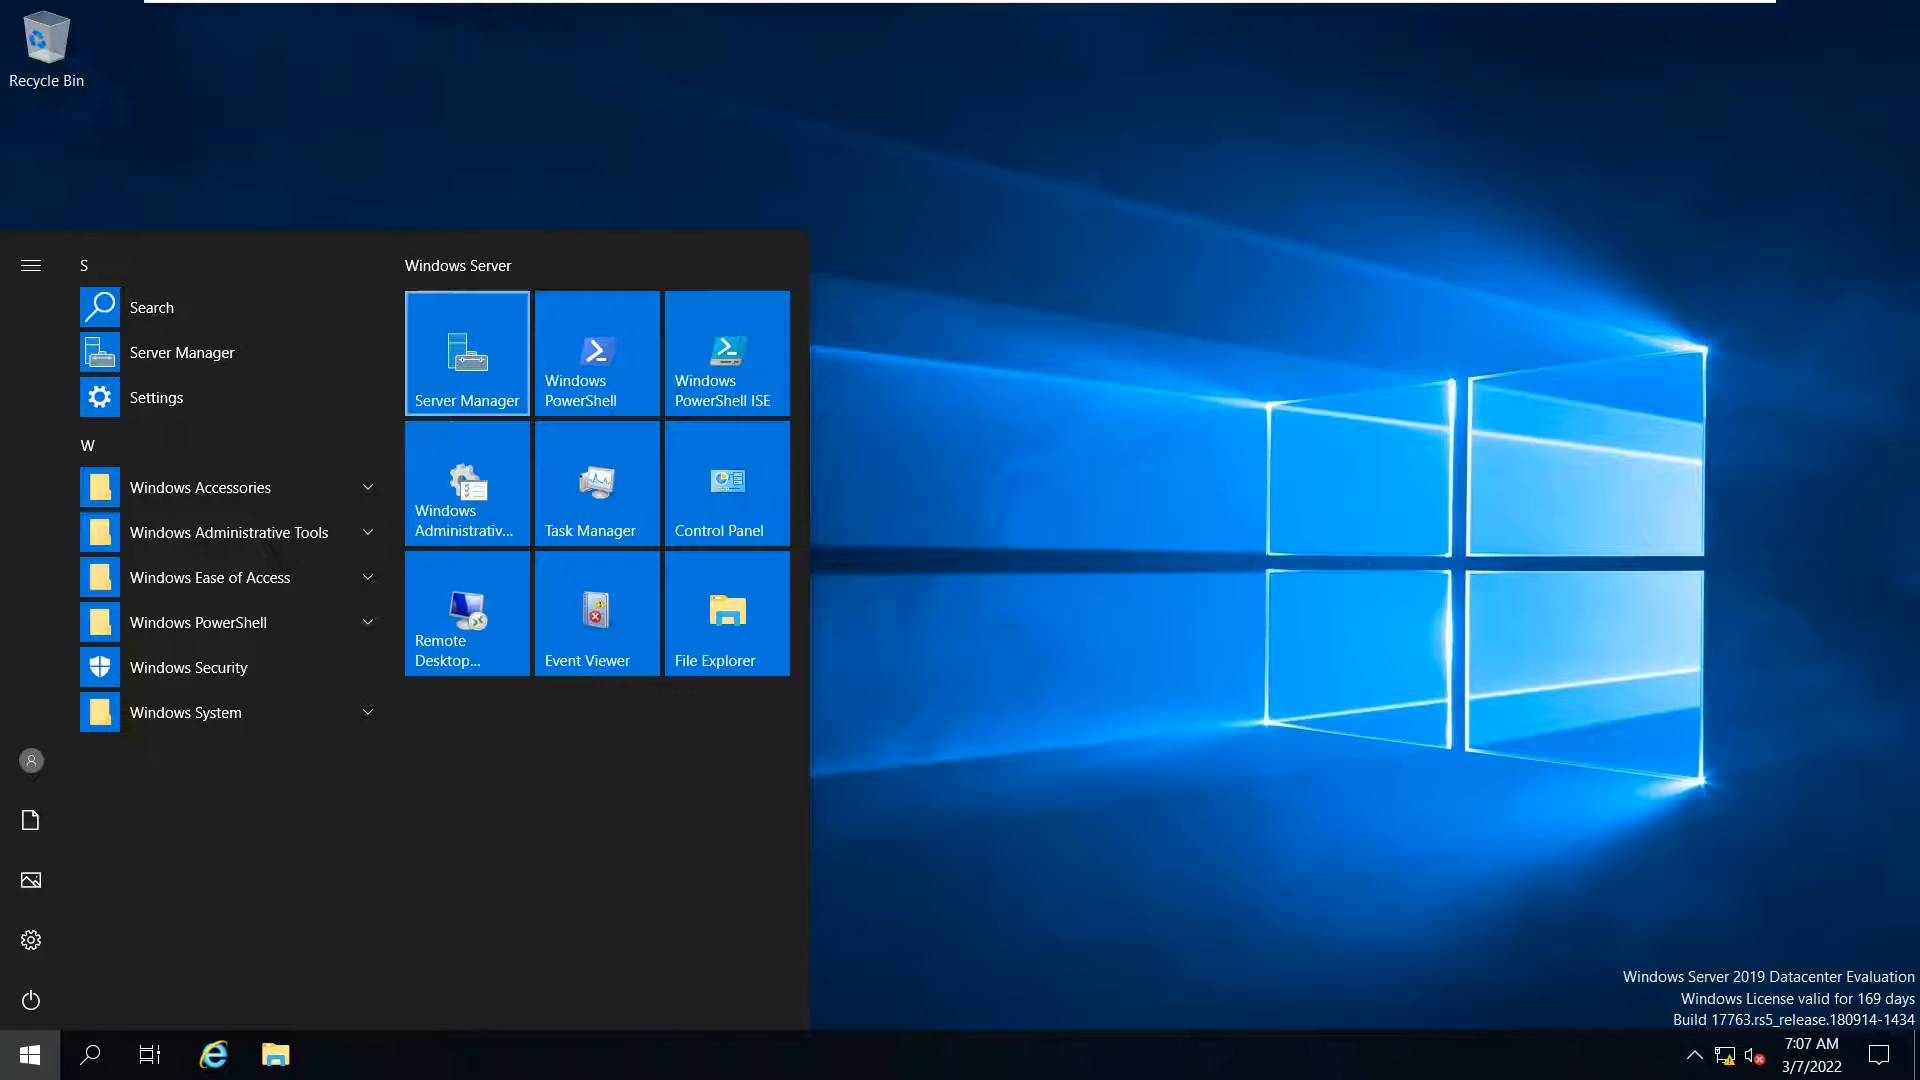 Recycle Bin
S
Search
Server Manager
Settings
W
Windows Accessories
Windows Administrative Tools
Windows Ease of Access
Windows PowerShell
Windows Security
Windows System
Windows Server
Server Manager
Windows
PowerShell
Windows
PowerShell ISE
Windows
Administrativ...
Task Manager
Control Panel
Remote
Desktop...
Event Viewer
File Explorer
Windows Server 2019 Datacenter Evaluation
Windows License valid for 169 days
Build 17763.rs5_release.180914-1434
7:07 AM
3/7/2022